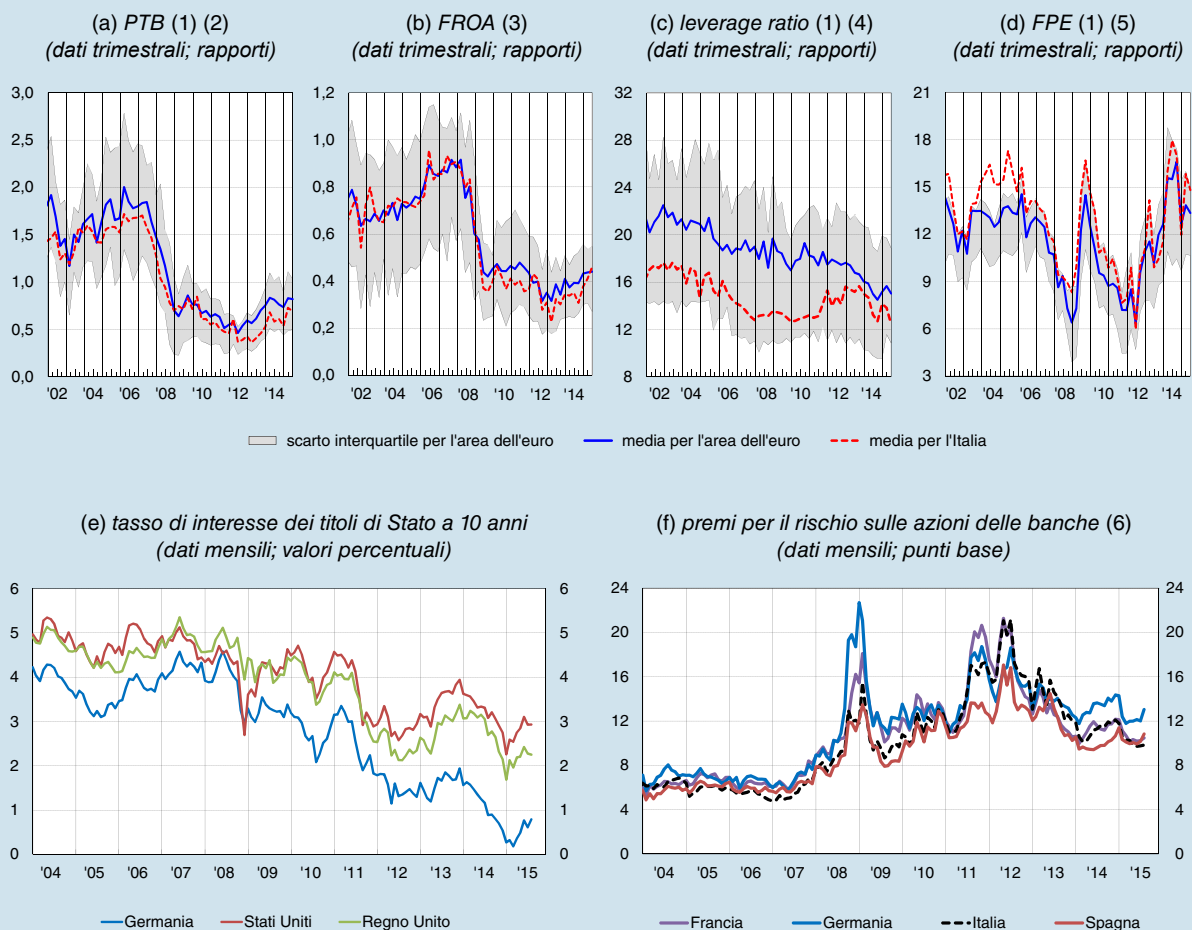 (a) PTB (1) (2)
(dati trimestrali; rapporti)
(b) FROA (3)
(dati trimestrali; rapporti)
(c) leverage ratio (1) (4)
(dati trimestrali; rapporti)
(d) FPE (1) (5)
(dati trimestrali; rapporti)
3,0
2,5
2,0
1,5
1,0
0,5
0,0
'02 '04 '06 '08 '10 '12 '14
1,2
1,0
0,8
0,6
0,4
0,2
0,0
'02 '04 '06 '08 '10 '12 '14
32
28
24
20
16
12
8
'02 '04 '06 '08 '10 '12 '14
21
18
15
12
9
6
3
'02 '04 '06 '08 '10 '12 '14
scarto interquartile per l'area dell'euro media per l'area dell'euro media per l'Italia
(e) tasso di interesse dei titoli di Stato a 10 anni
(dati mensili; valori percentuali)
6 6
5 5
4 4
3 3
2 2
1 1
0 0
'04 '05 '06 '07 '08 '09 '10 '11 '12 '13 '14 '15
Germania Stati Uniti Regno Unito
(f) premi per il rischio sulle azioni delle banche (6)
(dati mensili; punti base)
24 24
20 20
16 16
12 12
8 8
4 4
0 0
'04 '05 '06 '07 '08 '09 '10 '11 '12 '13 '14 '15
Francia Germania Italia Spagna